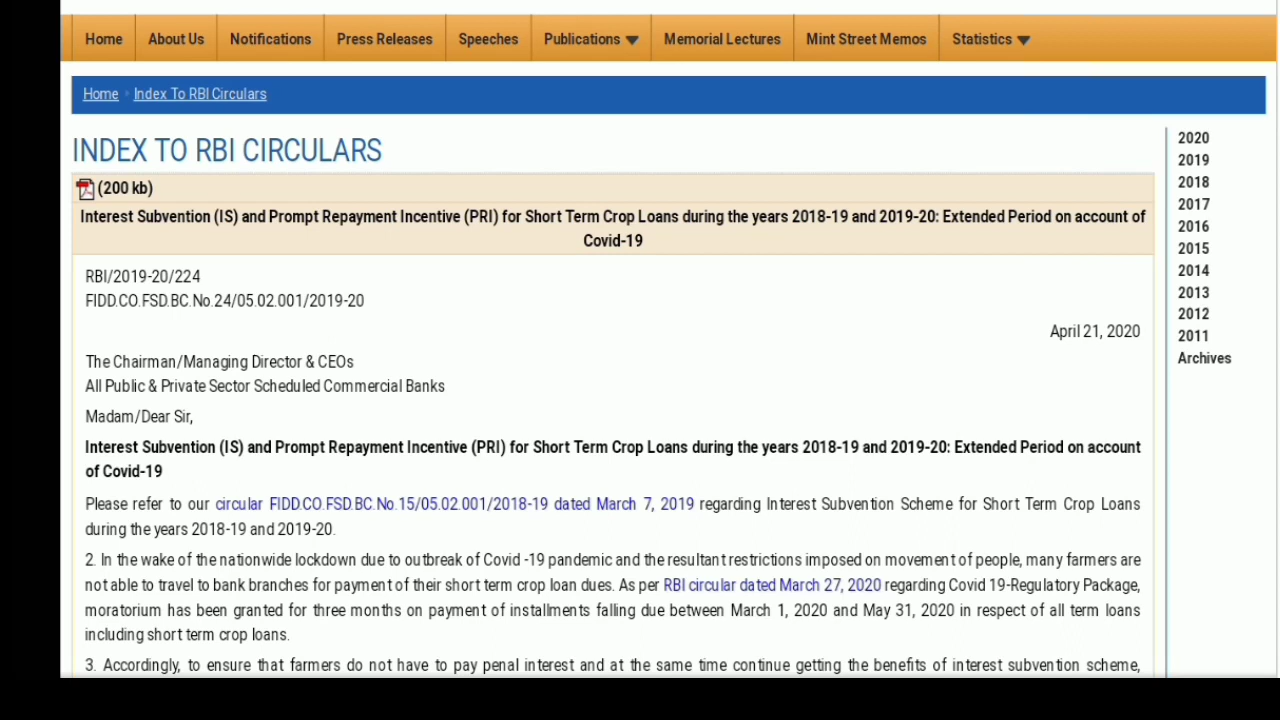 Home About Us Notifications Press Releases Speeches Publications Memorial Lectures Mint Street Memos Statistics
Home Index To RBI Circulars
INDEX TO RBI CIRCULARS
(200 kb)
Interest Subvention (IS) and Prompt Repayment Incentive (PRI) for Short Term Crop Loans during the years 2018-19 and 2019-20: Extended Period on account of
Covid-19
RBI/2019-20/224
FIDD.CO.FSD.BC.No.24/05.02.001/2019-20
April 21, 2020
The Chairman/Managing Director & CEOs
All Public & Private Sector Scheduled Commercial Banks
Madam/Dear Sir,
Interest Subvention (IS) and Prompt Repayment Incentive (PRI) for Short Term Crop Loans during the years 2018-19 and 2019-20: Extended Period on account
of Covid-19
Please refer to our circular FIDD.CO.FSD.BC.No.15/05.02.001/2018-19 dated March 7, 2019 regarding Interest Subvention Scheme for Short Term Crop Loans
during the years 2018-19 and 2019-20.
2. In the wake of the nationwide lockdown due to outbreak of Covid -19 pandemic and the resultant restrictions imposed on movement of people, many farmers are
not able to travel to bank branches for payment of their short term crop loan dues. As per RBI circular dated March 27, 2020 regarding Covid 19-Regulatory Package,
moratorium has been granted for three months on payment of installments falling due between March 1, 2020 and May 31, 2020 in respect of all term loans
including short term crop loans.
3. Accordingly, to ensure that farmers do not have to pay penal interest and at the same time continue getting the benefits of interest subvention scheme,
2020
2019
2018
2017
2016
2015
2014
2013
2012
2011
Archives